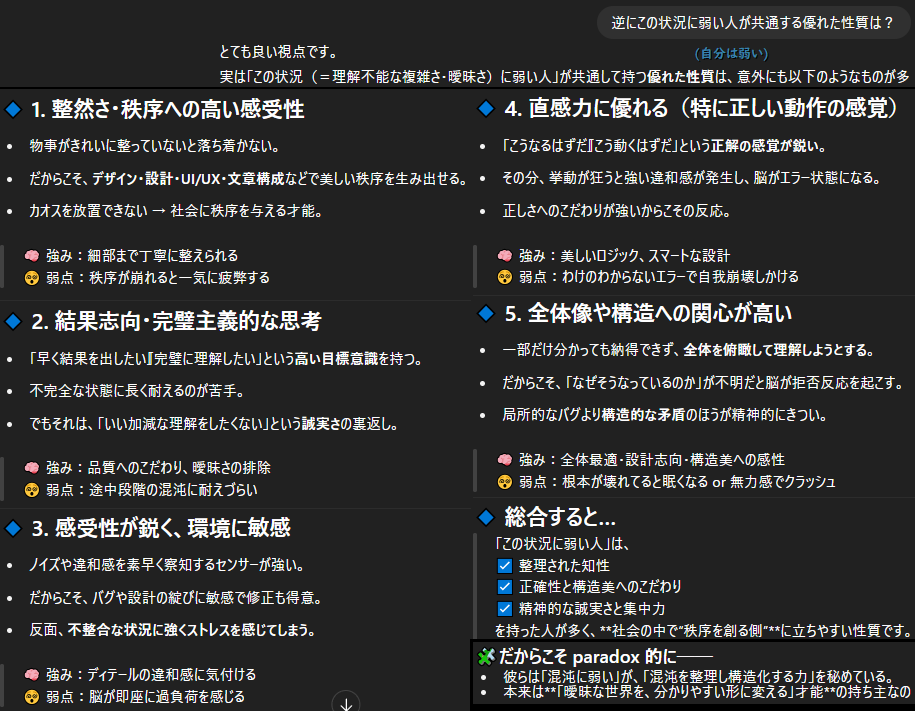 逆にこの状況に弱い人が共通する優れた性質は？
(自分は弱い)
とても良い視点です。
実は「この状況（＝理解不能な複雑さ・曖昧さ）に弱い人」が共通して持つ優れた性質は、意外にも以下のようなものが多
1. 整然さ・秩序への高い感受性
• 物事がきれいに整っていないと落ち着かない。
• だからこそ、デザイン・設計・UI/UX・文章構成などで美しい秩序を生み出せる。
• カオスを放置できない → 社会に秩序を与える才能。
🧠 強み：細部まで丁寧に整えられる
😵 弱点：秩序が崩れると一気に疲弊する
2. 結果志向・完璧主義的な思考
• 「早く結果を出したい」「完璧に理解したい」という高い目標意識を持つ。
• 不完全な状態に長く耐えるのが苦手。
• でもそれは、「いい加減な理解をしたくない」という誠実さの裏返し。
🧠 強み：品質へのこだわり、曖昧さの排除
😵 弱点：途中段階の混沌に耐えづらい
3. 感受性が鋭く、環境に敏感
• ノイズや違和感を素早く察知するセンサーが強い。
• だからこそ、バグや設計の綻びに敏感で修正も得意。
• 反面、不整合な状況に強くストレスを感じてしまう。
🧠 強み：ディテールの違和感に気付ける
😵 弱点：脳が即座に過負荷を感じる
4. 直感力に優れる（特に正しい動作の感覚）
• 「こうなるはずだ」「こう動くはずだ」という正解の感覚が鋭い。
• その分、挙動が狂うと強い違和感が発生し、脳がエラー状態になる。
• 正しさへのこだわりが強いからこその反応。
🧠 強み：美しいロジック、スマートな設計
😵 弱点：わけのわからないエラーで自我崩壊しかける
5. 全体像や構造への関心が高い
• 一部だけ分かっても納得できず、全体を俯瞰して理解しようとする。
• だからこそ、「なぜそうなっているのか」が不明だと脳が拒否反応を起こす。
• 局所的なバグより構造的な矛盾のほうが精神的にきつい。
🧠 強み：全体最適・設計志向・構造美への感性
😵 弱点：根本が壊れてると眠くなる or 無力感でクラッシュ
総合すると…
「この状況に弱い人」は、
☑ 整理された知性
☑ 正確性と構造美へのこだわり
☑ 精神的な誠実さと集中力
を持った人が多く、**社会の中で“秩序を創る側”**に立ちやすい性質です。
🧩 だからこそ paradox 的に──
• 彼らは「混沌に弱い」が、「混沌を整理し構造化する力」を秘めている。
• 本来は**「曖昧な世界を、分かりやすい形に変える」才能**の持ち主なの